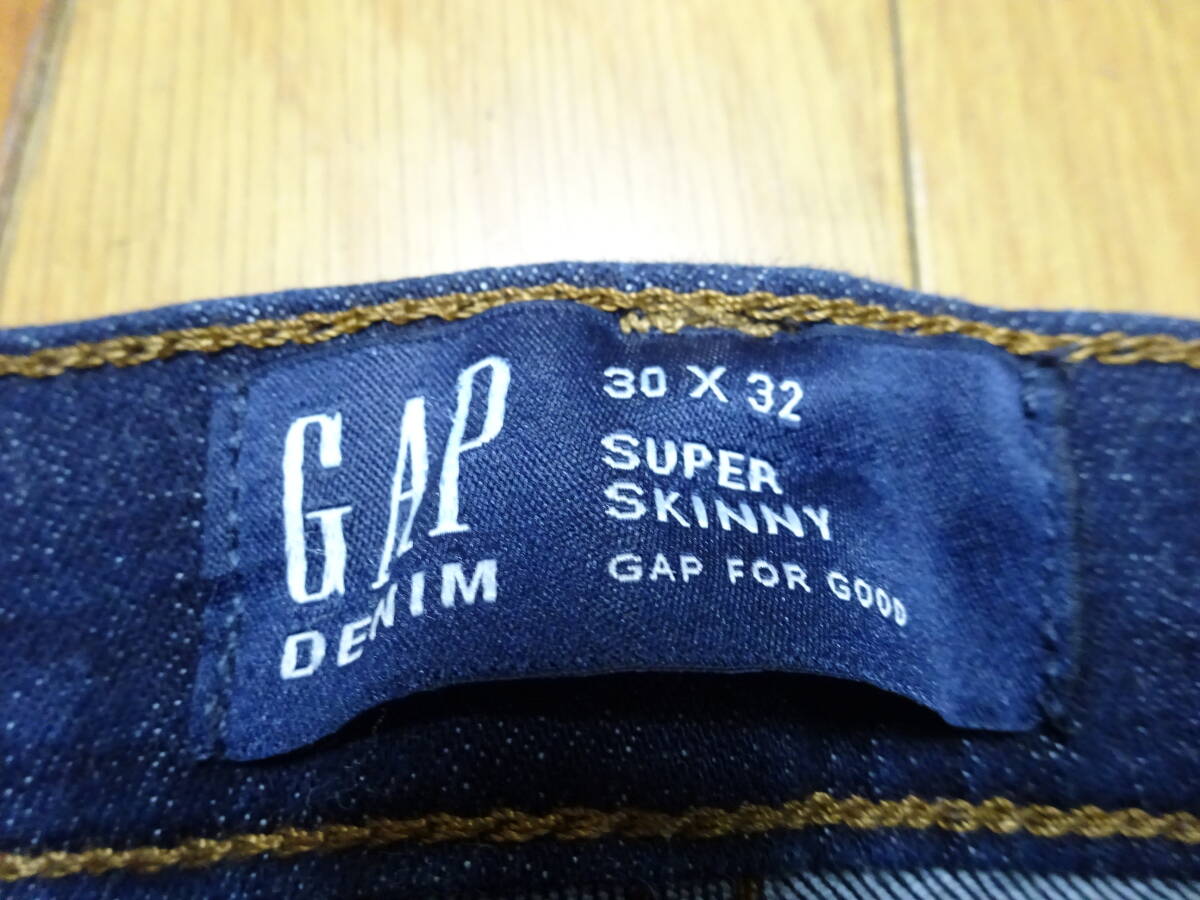 GAP
DENIM
30 X 32
SUPER
SKINNY
GAP FOR GOOD